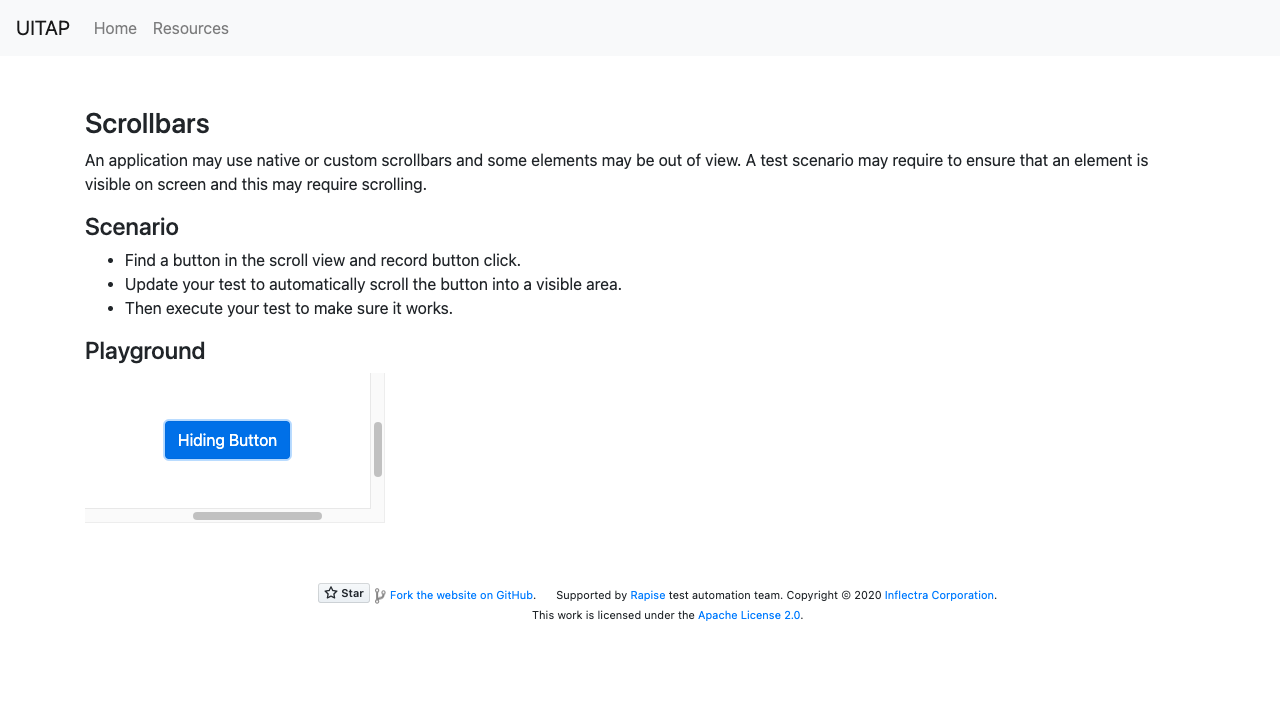 UITAP Home Resources
Scrollbars
An application may use native or custom scrollbars and some elements may be out of view. A test scenario may require to ensure that an element is
visible on screen and this may require scrolling.
Scenario
• Find a button in the scroll view and record button click.
• Update your test to automatically scroll the button into a visible area.
• Then execute your test to make sure it works.
Playground
Hiding Button
Star Fork the website on GitHub. Supported by Rapise test automation team. Copyright © 2020 Inflectra Corporation.
This work is licensed under the Apache License 2.0.